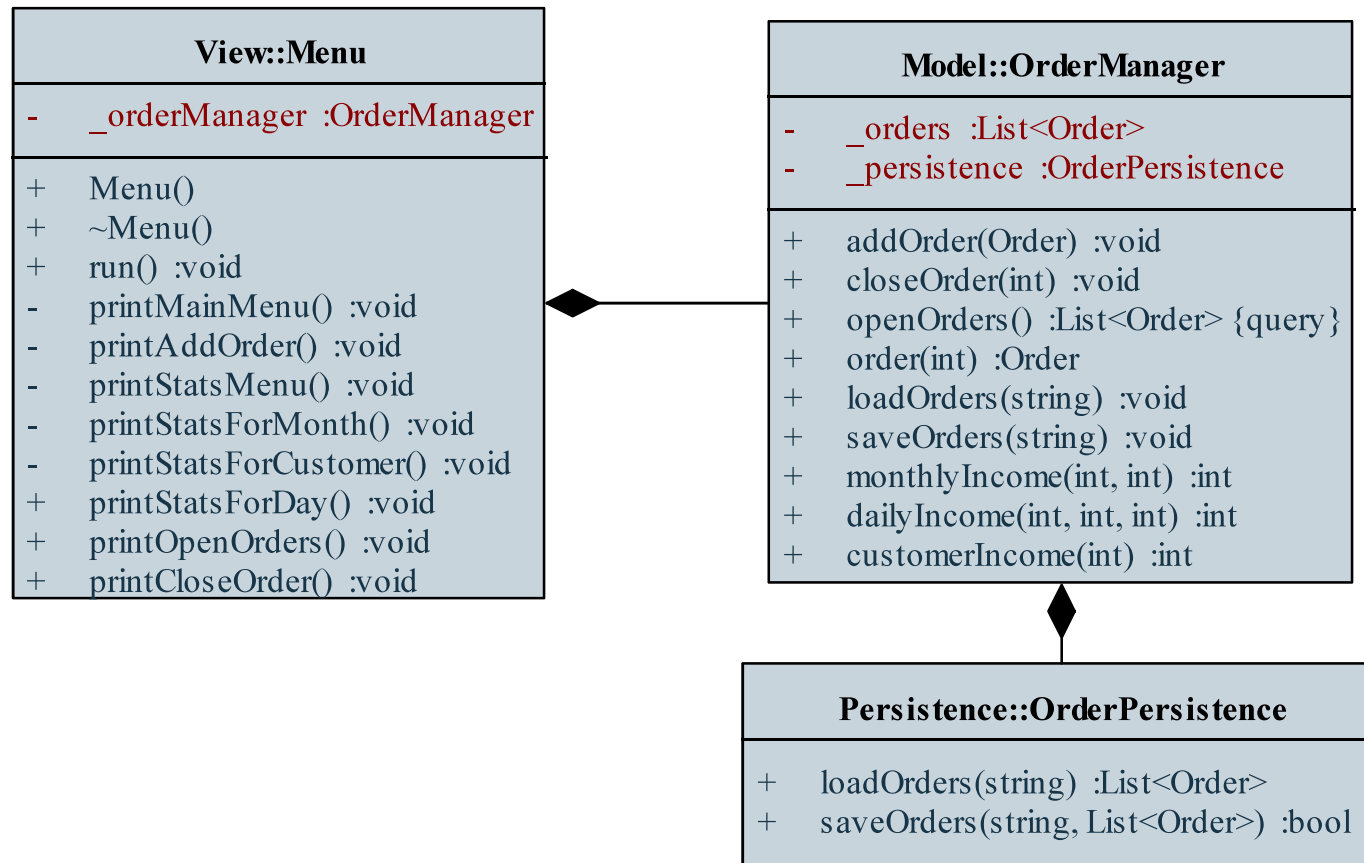 View::Menu
- _orderManager :OrderManager
+ Menu()
+ ~Menu()
+ run() :void
- printMainMenu() :void
- printAddOrder() :void
- printStatsMenu() :void
- printStatsForMonth() :void
- printStatsForCustomer() :void
+ printStatsForDay() :void
+ printOpenOrders() :void
+ printCloseOrder() :void
Model::OrderManager
- _orders :List<Order>
- _persistence :OrderPersistence
+ addOrder(Order) :void
+ closeOrder(int) :void
+ openOrders() :List<Order> {query}
+ order(int) :Order
+ loadOrders(string) :void
+ saveOrders(string) :void
+ monthlyIncome(int, int) :int
+ dailyIncome(int, int, int) :int
+ customerIncome(int) :int
Persistence::OrderPersistence
+ loadOrders(string) :List<Order>
+ saveOrders(string, List<Order>) :bool